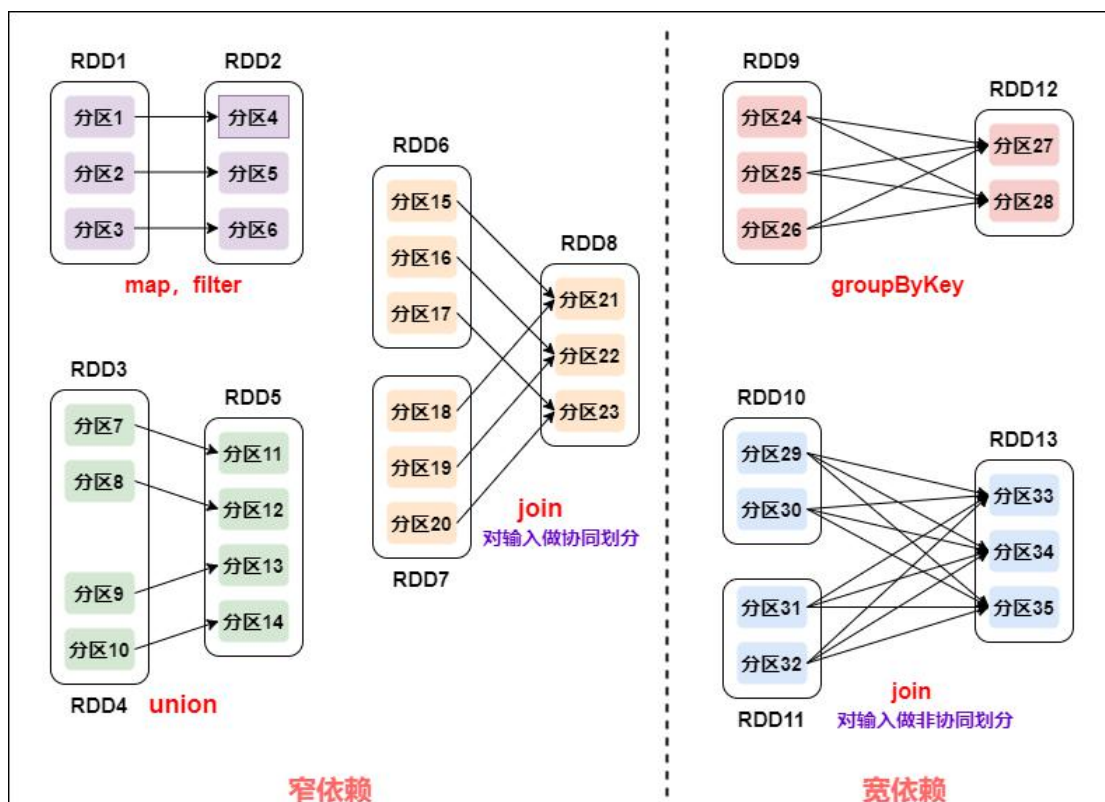 RDD1
RDD2
分区1
分区4
分区2
分区5
分区3
分区6
map，filter
RDD3
RDD5
分区7
分区8
分区11
分区12
分区9
分区13
分区10
分区14
RDD4
union
RDD6
分区15
分区16
分区17
RDD8
分区21
分区22
分区23
分区18
分区19
分区20
RDD7
join
对输入做协同划分
窄依赖
RDD9
RDD12
分区24
分区25
分区26
分区27
分区28
groupByKey
RDD10
RDD13
分区29
分区30
分区33
分区34
分区35
分区31
分区32
RDD11
join
对输入做非协同划分
宽依赖